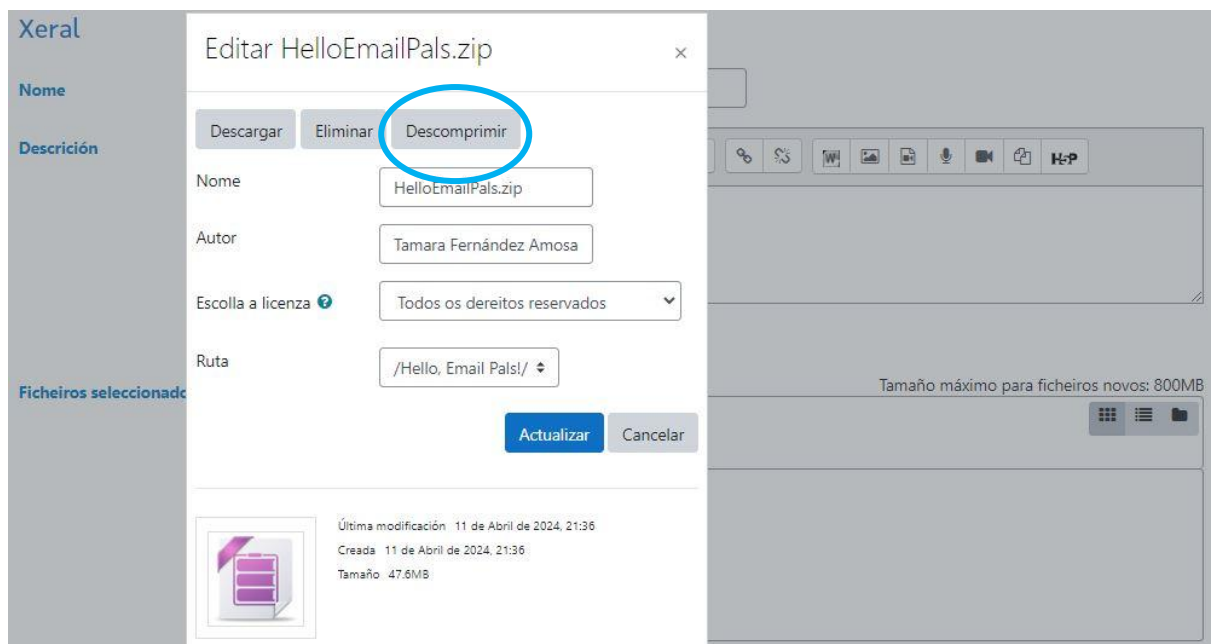 Xeral
Editar HelloEmailPals.zip ×
Nome
Descargar Eliminar Descomprimir
Descrición
H-P
Nome HelloEmailPals.zip
Autor Tamara Fernández Amosa
Escolla a licenza ? Todos os dereitos reservados
Ruta /Hello, Email Pals!/
Ficheiros seleccionado
Tamaño máximo para ficheiros novos: 800MB
Actualizar Cancelar
Última modificación 11 de Abril de 2024, 21:36
Creada 11 de Abril de 2024, 21:36
Tamaño 47.6MB